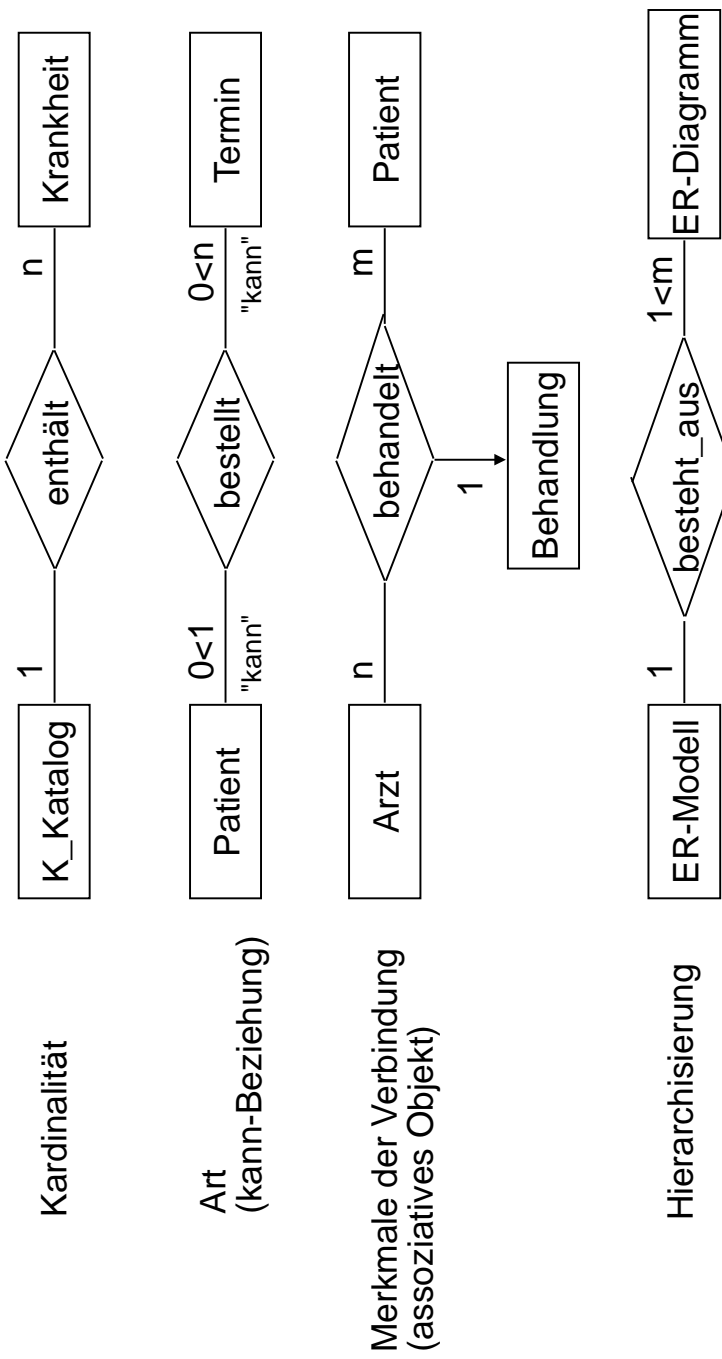 Kardinalität
K_Katalog
1
enthält
n
Krankheit
Art
(kann-Beziehung)
Patient
0<1
"kann"
bestellt
0<n
"kann"
Termin
Merkmale der Verbindung
(assoziatives Objekt)
Arzt
n
behandelt
m
Patient
1
Behandlung
Hierarchisierung
ER-Modell
1
besteht_aus
1<m
ER-Diagramm